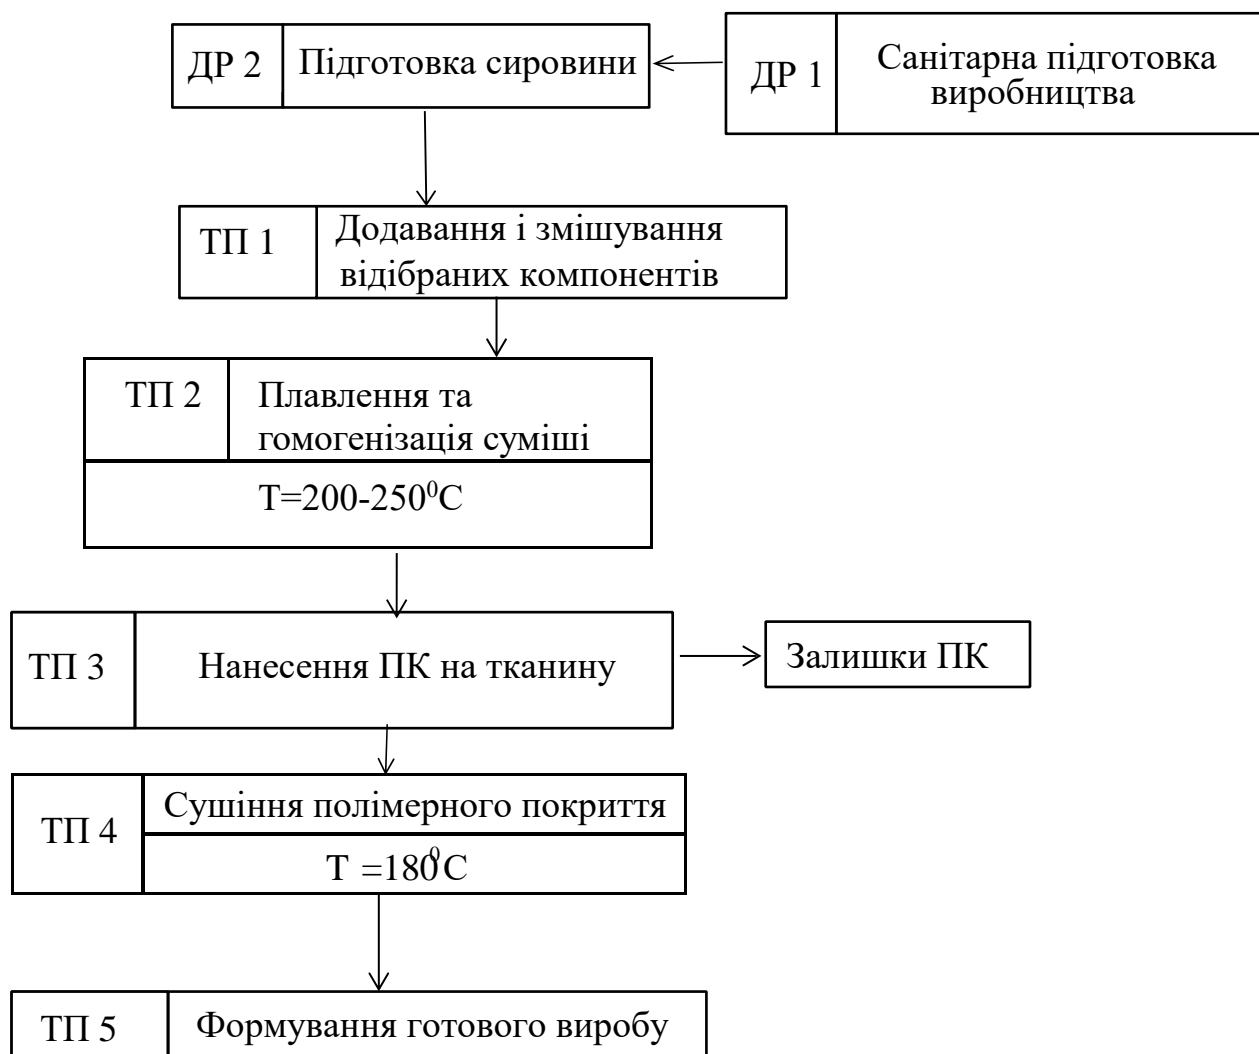 ДР 2
Підготовка сировини
ДР 1
Санітарна підготовка
виробництва
ТП 1
Додавання і змішування
відібраних компонентів
ТП 2
Плавлення та
гомогенізація суміші
Т=200-250⁰С
ТП 3
Нанесення ПК на тканину
Залишки ПК
ТП 4
Сушіння полімерного покриття
Т =180⁰С
ТП 5
Формування готового виробу